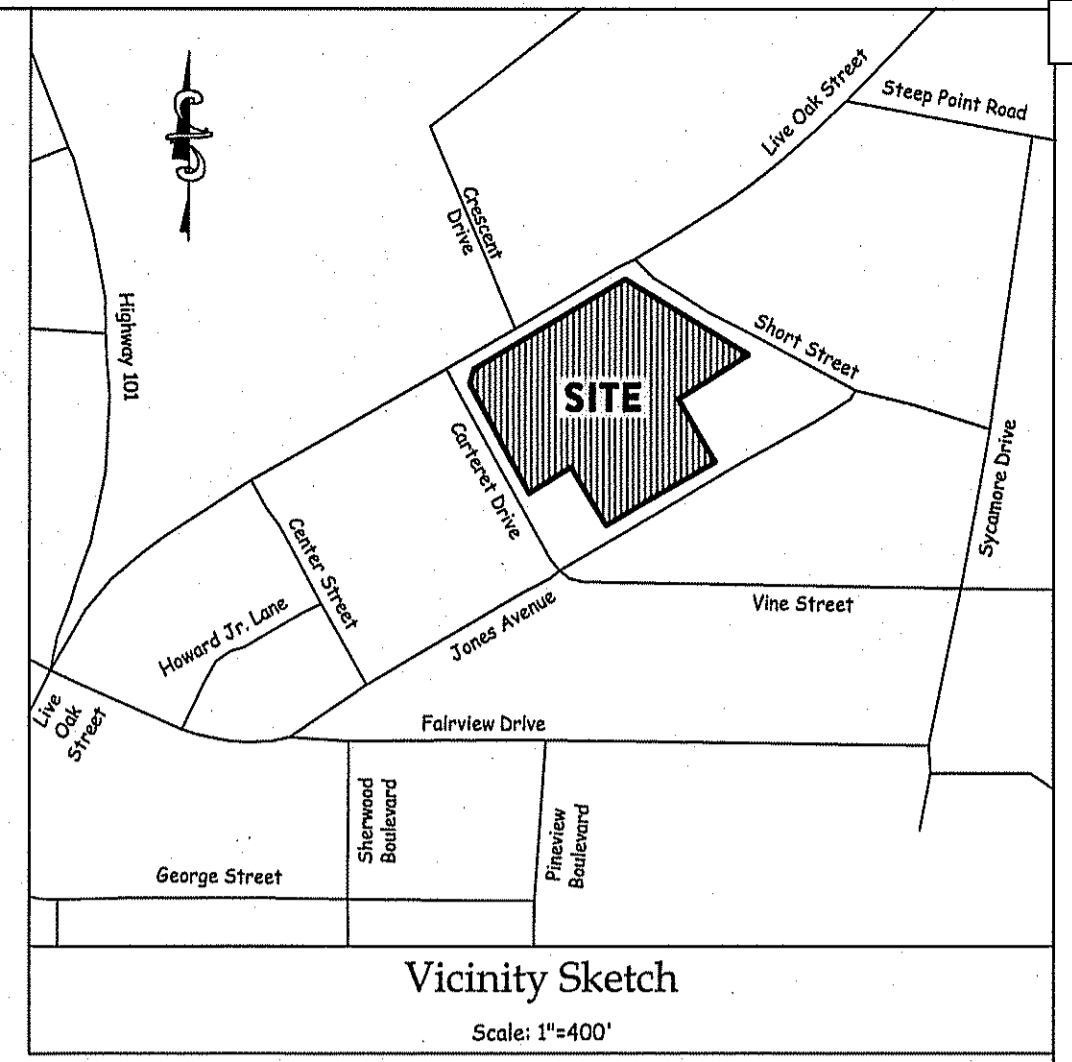 Live Oak Street
Steep Point Road
Crescent
Drive
Highway 101
Short Street
SITE
Carteret Drive
Sycamore Drive
Center Street
Howard Jr. Lane
Jones Avenue
Vine Street
Live
Oak
Street
Fairview Drive
Sherwood
Boulevard
Pineview
Boulevard
George Street
Vicinity Sketch
Scale: 1"=400'